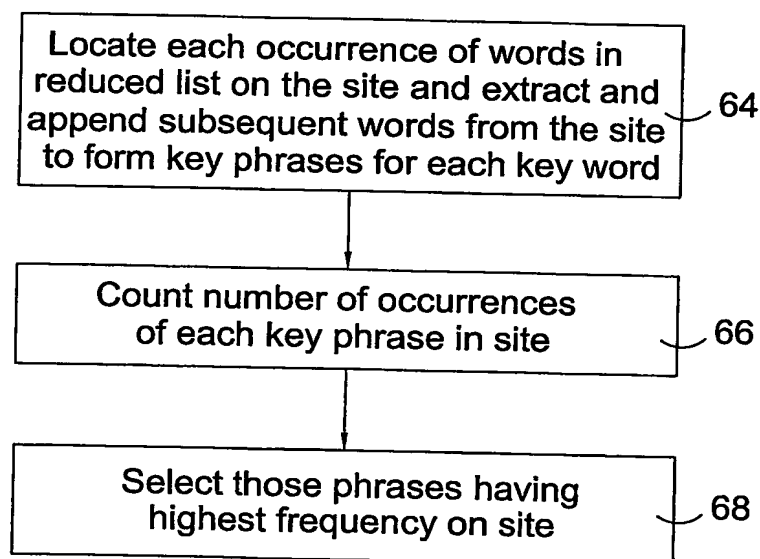 Locate each occurrence of words in
reduced list on the site and extract and
append subsequent words from the site
to form key phrases for each key word
64
Count number of occurrences
of each key phrase in site
66
Select those phrases having
highest frequency on site
68